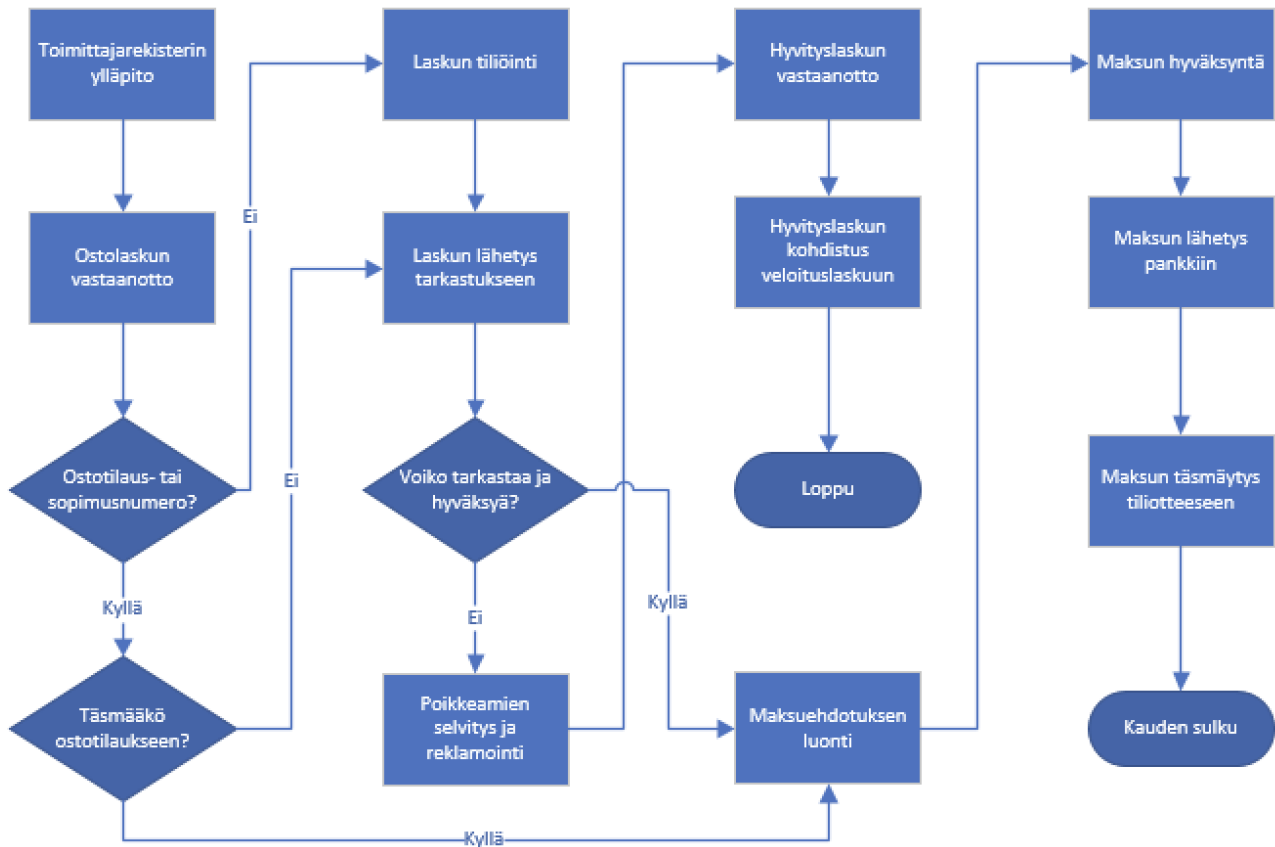 Toimittajarekisterin
ylläpito
Ostolaskun
vastaanotto
Ostotilaus- tai
sopimusnumero?
Kyllä
Täsmääkö
ostotilaukseen?
Ei
Ei
Kyllä
Laskun tiliöinti
Laskun lähetys
tarkastukseen
Voiko tarkastaa ja
hyväksyä?
Ei
Kyllä
Poikkeamien
selvitys ja
reklamointi
Hyvityslaskun
vastaanotto
Hyvityslaskun
kohdistus
veloituslaskuun
Loppu
Maksuehdotuksen
luonti
Maksun hyväksyntä
Maksun lähetys
pankkiin
Maksun täsmäytys
tiliotteeseen
Kauden sulku